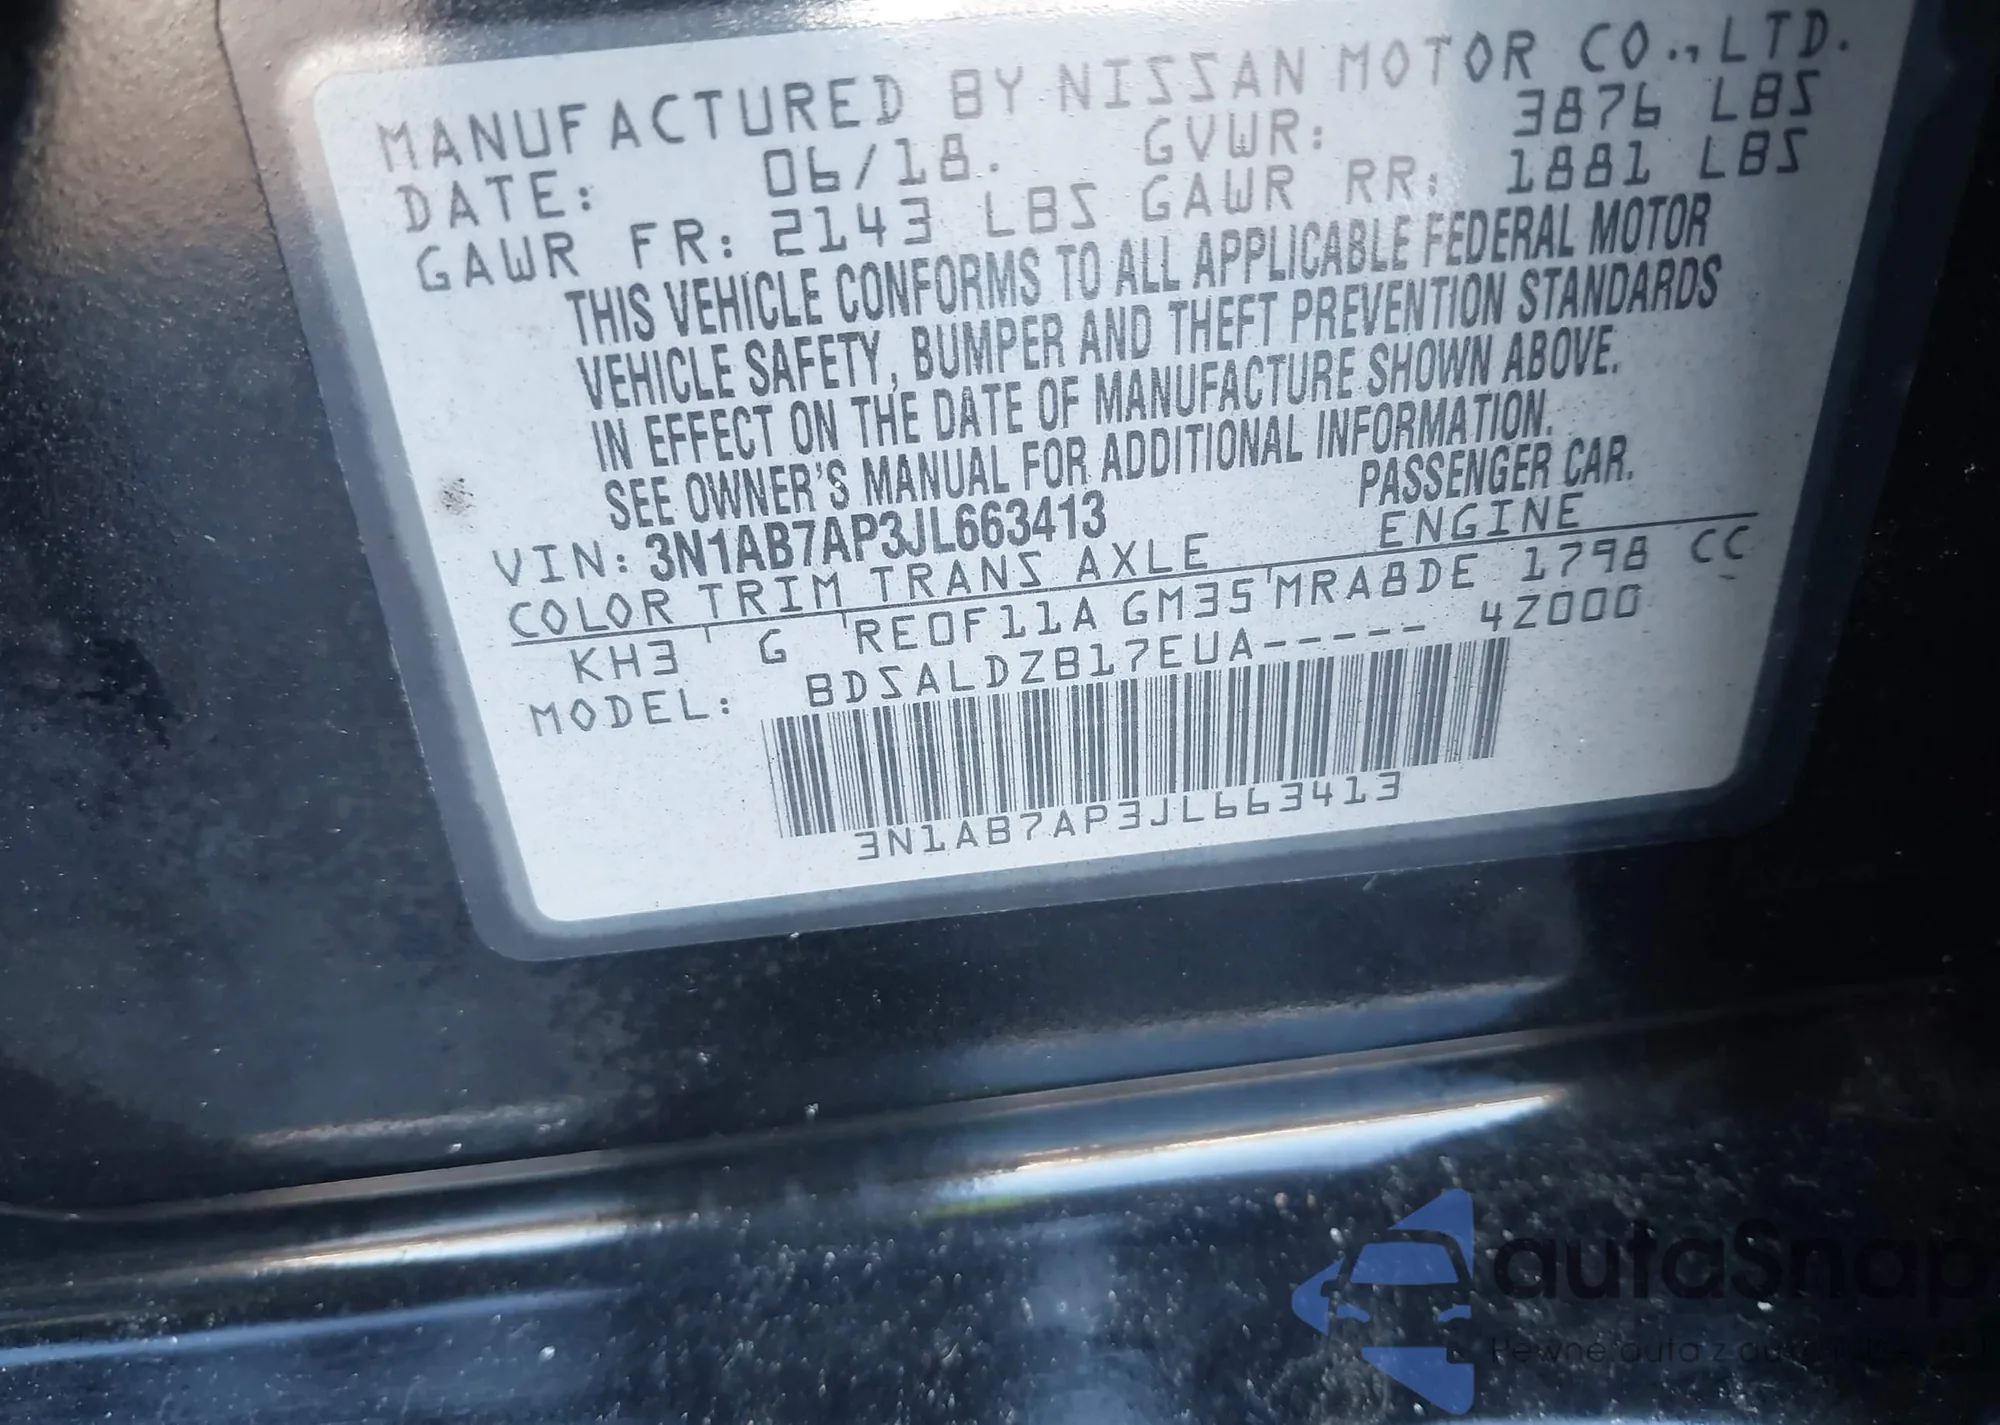 MANUFACTURED BY NISSAN MOTOR CO., LTD.
DATE: 06/18. GVWR: 3876 LBS
GAWR FR: 2143 LBS GAWR RR: 1881 LBS
THIS VEHICLE CONFORMS TO ALL APPLICABLE FEDERAL MOTOR
VEHICLE SAFETY, BUMPER AND THEFT PREVENTION STANDARDS
IN EFFECT ON THE DATE OF MANUFACTURE SHOWN ABOVE.
SEE OWNER'S MANUAL FOR ADDITIONAL INFORMATION.
VIN: 3N1AB7AP3JL663413 PASSENGER CAR.
COLOR TRIM TRANS AXLE ENGINE
KH3 G RE0F11A GM35 MRA8DE 1798 CC
MODEL: BDSALDZB17EUA----- 4Z000
3N1AB7AP3JL663413
autaSnap
Pewne auta z